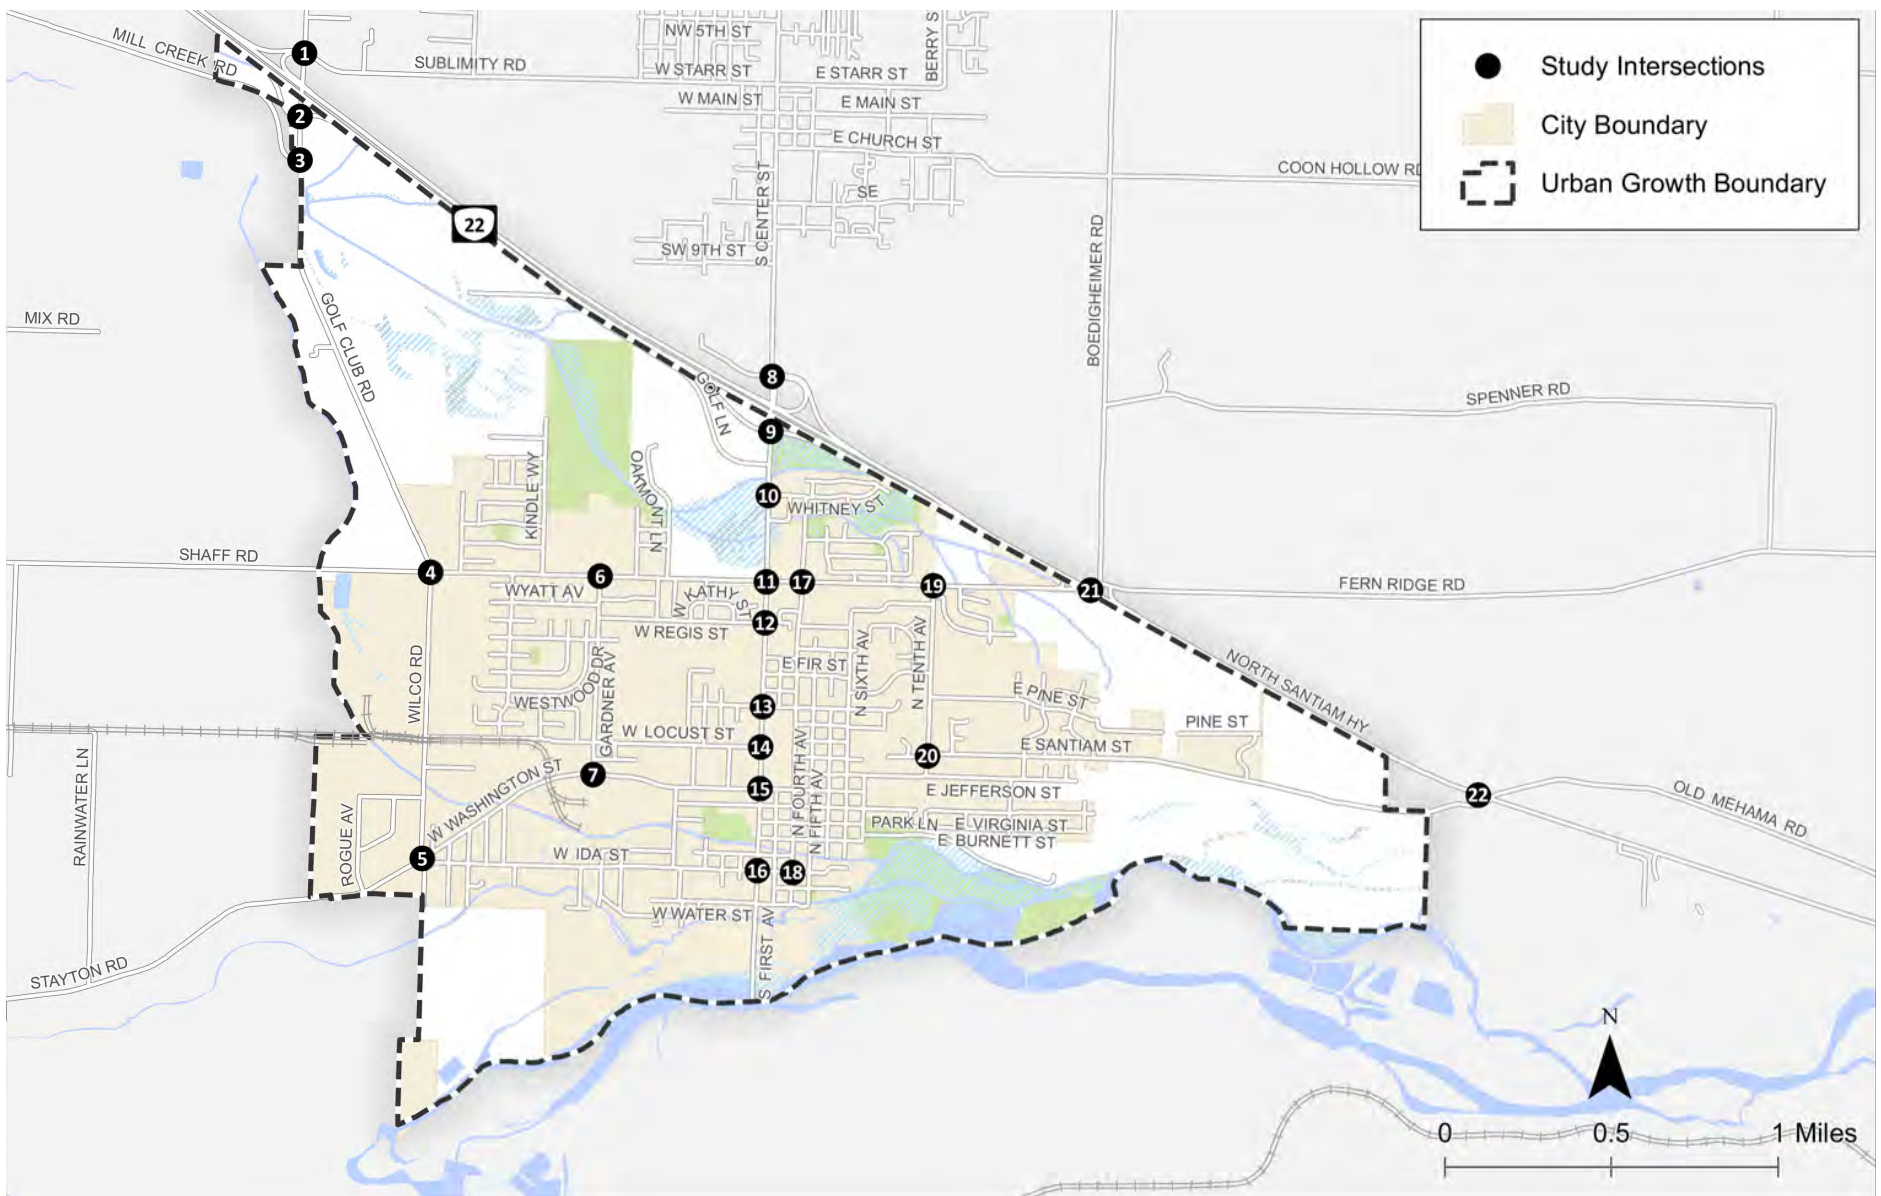 MILL CREEK RD
1
SUBLIMITY RD
NW 5TH ST
W STARR ST
E STARR ST
BERRY S
W MAIN ST
E MAIN ST
E CHURCH ST
2
3
S CENTER ST
SE
SW 9TH ST
COON HOLLOW RD
BOEDIGHEIMER RD
Study Intersections
City Boundary
Urban Growth Boundary
22
MIX RD
GOLF CLUB RD
GOLF LN
8
9
SPENNER RD
KINDLE WY
OAKMONT LN
10
WHITNEY ST
SHAFF RD
4
6
11
17
19
21
FERN RIDGE RD
WYATT AV
W KATHY ST
12
W REGIS ST
E FIR ST
N SIXTH AV
N TENTH AV
NORTH SANTIAM HY
WILCO RD
WESTWOOD DR
GARDNER AV
13
E PINE ST
PINE ST
W LOCUST ST
14
N FOURTH AV
N FIFTH AV
E SANTIAM ST
20
RAINWATER LN
7
15
E JEFFERSON ST
22
OLD MEHAMA RD
ROGUE AV
W WASHINGTON ST
PARK LN
E VIRGINIA ST
E BURNETT ST
5
W IDA ST
16
18
W WATER ST
S FIRST AV
STAYTON RD
N
0
0.5
1 Miles